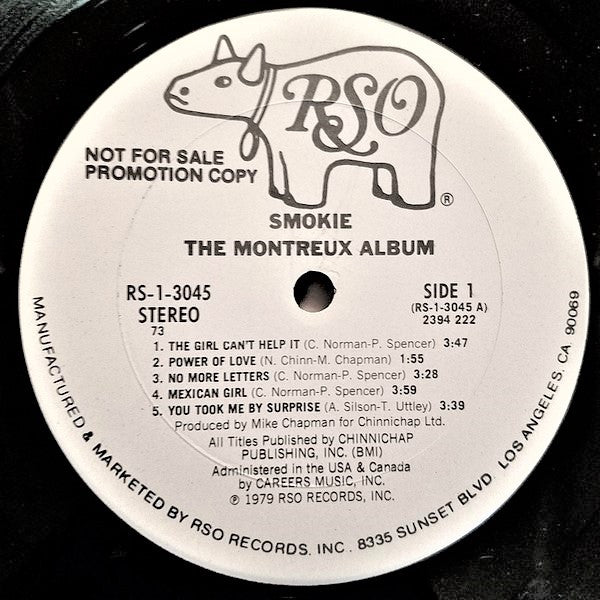 RSO
®
NOT FOR SALE
PROMOTION COPY
SMOKIE
THE MONTREUX ALBUM
RS-1-3045
STEREO
73
SIDE 1
(RS-1-3045 A)
2394 222
1. THE GIRL CAN'T HELP IT (C. Norman-P. Spencer) 3:47
2. POWER OF LOVE (N. Chinn-M. Chapman) 1:55
3. NO MORE LETTERS (C. Norman-P. Spencer) 3:28
4. MEXICAN GIRL (C. Norman-P. Spencer) 3:59
5. YOU TOOK ME BY SURPRISE (A. Silson-T. Uttley) 3:39
Produced by Mike Chapman for Chinnichap Ltd.
All Titles Published by CHINNICHAP
PUBLISHING, INC. (BMI)
Administered in the USA & Canada
by CAREERS MUSIC, INC.
℗ 1979 RSO RECORDS, INC.
MANUFACTURED & MARKETED BY RSO RECORDS, INC. 8335 SUNSET BLVD. LOS ANGELES, CA. 90069